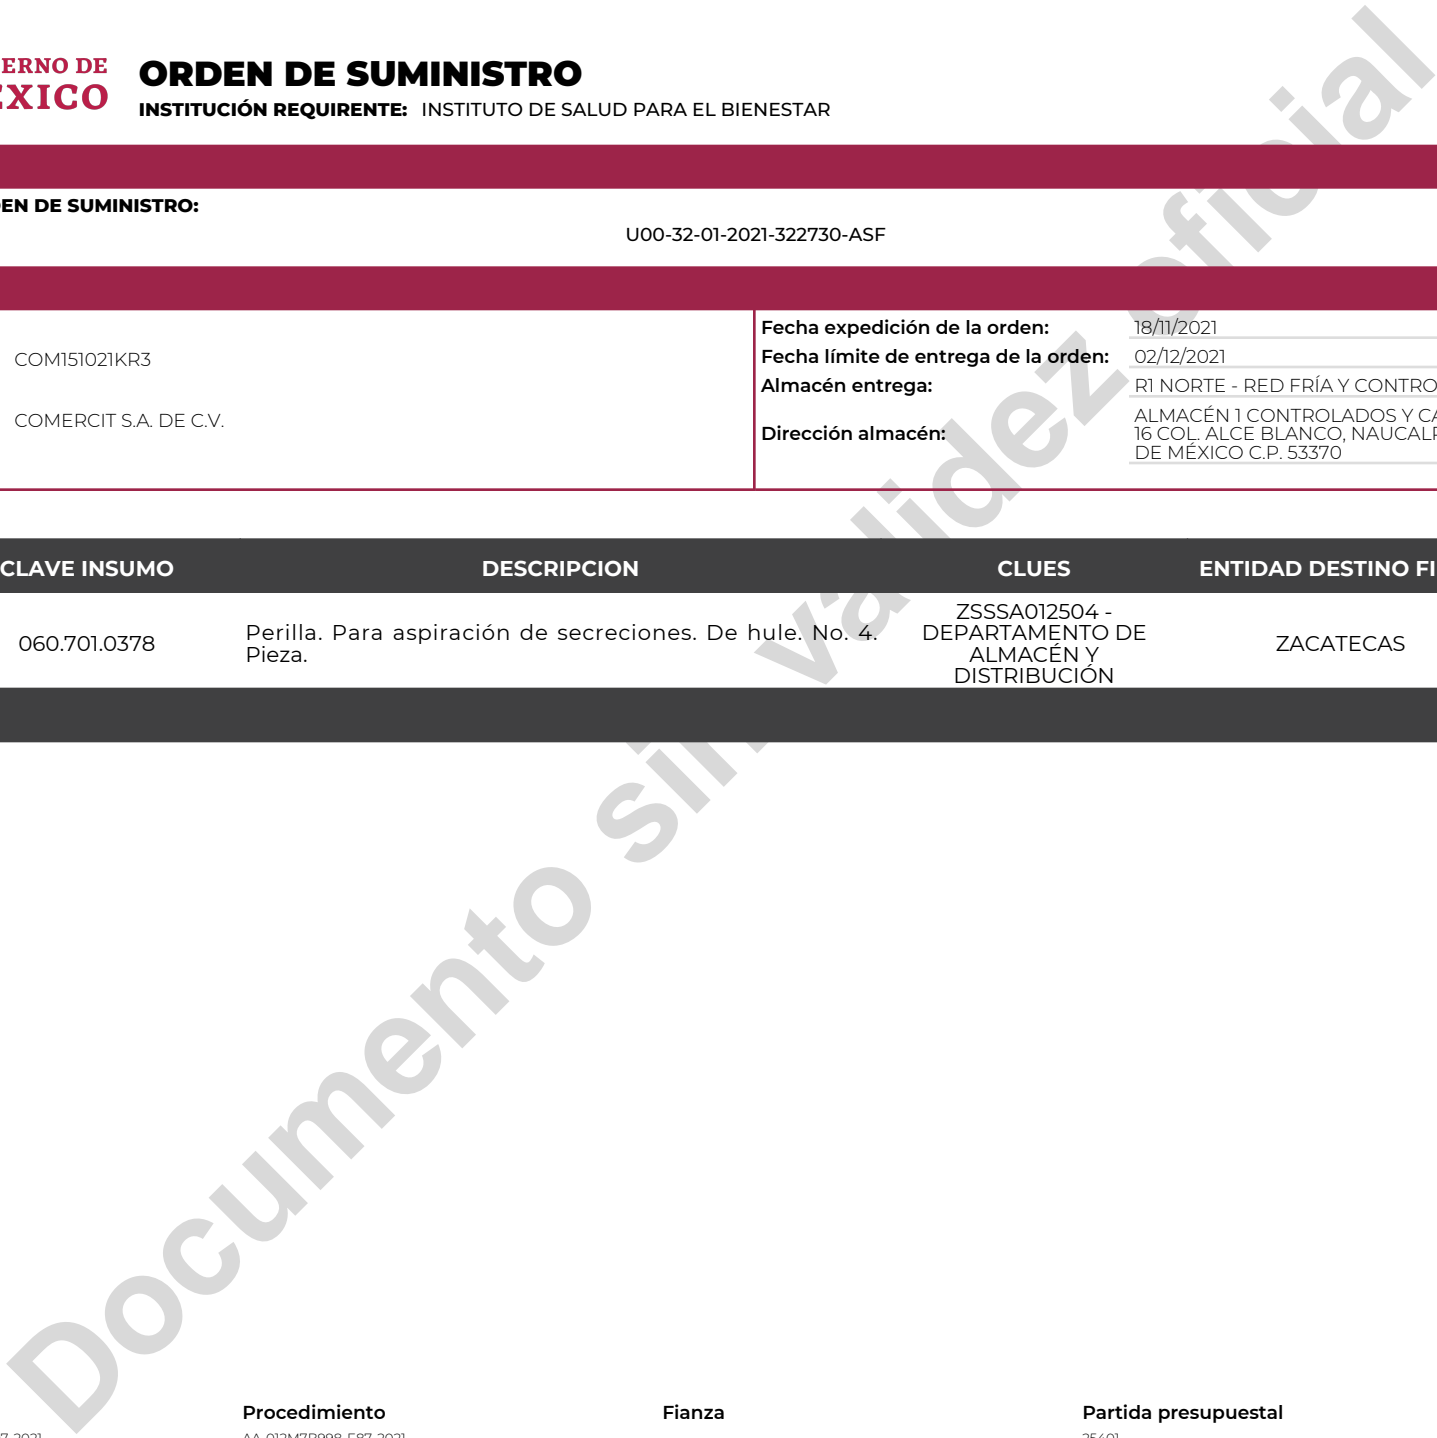 ERNO DE
ÉXICO
ORDEN DE SUMINISTRO
INSTITUCIÓN REQUIRENTE: INSTITUTO DE SALUD PARA EL BIENESTAR
EN DE SUMINISTRO:
U00-32-01-2021-322730-ASF
COM151021KR3
COMERCIT S.A. DE C.V.
Fecha expedición de la orden: 18/11/2021
Fecha límite de entrega de la orden: 02/12/2021
Almacén entrega: R1 NORTE - RED FRÍA Y CONTRO
Dirección almacén: ALMACÉN 1 CONTROLADOS Y CA
16 COL. ALCE BLANCO, NAUCALP
DE MÉXICO C.P. 53370
CLAVE INSUMO DESCRIPCION CLUES ENTIDAD DESTINO FI
060.701.0378
Perilla. Para aspiración de secreciones. De hule. No. 4.
Pieza.
ZSSSA012504 -
DEPARTAMENTO DE
ALMACÉN Y
DISTRIBUCIÓN
ZACATECAS
Documento sin validez oficial
Procedimiento Fianza Partida presupuestal